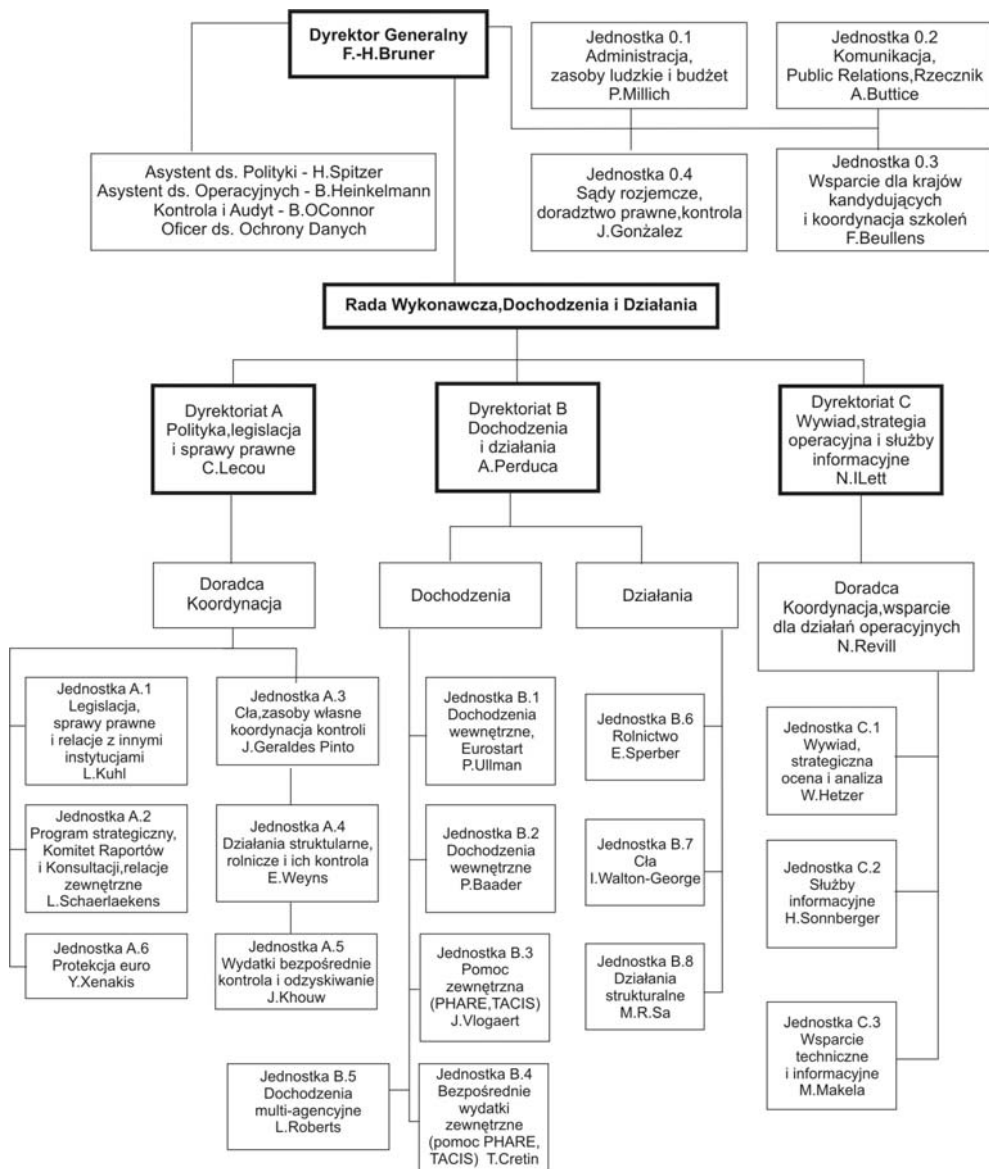 Dyrektor Generalny
F.-H.Bruner
Jednostka 0.1
Administracja,
zasoby ludzkie i budżet
P.Millich
Jednostka 0.2
Komunikacja,
Public Relations,Rzecznik
A.Buttice
Asystent ds. Polityki - H.Spitzer
Asystent ds. Operacyjnych - B.Heinkelmann
Kontrola i Audyt - B.OConnor
Oficer ds. Ochrony Danych
Jednostka 0.4
Sądy rozjemcze,
doradztwo prawne,kontrola
J.Gonżalez
Jednostka 0.3
Wsparcie dla krajów
kandydujących
i koordynacja szkoleń
F.Beullens
Rada Wykonawcza,Dochodzenia i Działania
Dyrektoriat A
Polityka,legislacja
i sprawy prawne
C.Lecou
Dyrektoriat B
Dochodzenia
i działania
A.Perduca
Dyrektoriat C
Wywiad,strategia
operacyjna i służby
informacyjne
N.ILett
Doradca
Koordynacja
Dochodzenia
Działania
Doradca
Koordynacja,wsparcie
dla działań operacyjnych
N.Revill
Jednostka A.1
Legislacja,
sprawy prawne
i relacje z innymi
instytucjami
L.Kuhl
Jednostka A.3
Cła,zasoby własne
koordynacja kontroli
J.Geraldes Pinto
Jednostka B.1
Dochodzenia
wewnętrzne,
Eurostart
P.Ullman
Jednostka B.6
Rolnictwo
E.Sperber
Jednostka C.1
Wywiad,
strategiczna
ocena i analiza
W.Hetzer
Jednostka A.2
Program strategiczny,
Komitet Raportów
i Konsultacji,relacje
zewnętrzne
L.Schaerlaekens
Jednostka A.4
Działania struktularne,
rolnicze i ich kontrola
E.Weyns
Jednostka B.2
Dochodzenia
wewnętrzne
P.Baader
Jednostka B.7
Cła
I.Walton-George
Jednostka C.2
Służby
informacyjne
H.Sonnberger
Jednostka A.6
Protekcja euro
Y.Xenakis
Jednostka A.5
Wydatki bezpośrednie
kontrola i odzyskiwanie
J.Khouw
Jednostka B.3
Pomoc
zewnętrzna
(PHARE,TACIS)
J.Vlogaert
Jednostka B.8
Działania
strukturalne
M.R.Sa
Jednostka C.3
Wsparcie
techniczne
i informacyjne
M.Makela
Jednostka B.5
Dochodzenia
multi-agencyjne
L.Roberts
Jednostka B.4
Bezpośrednie
wydatki
zewnętrzne
(pomoc PHARE,
TACIS) T.Cretin